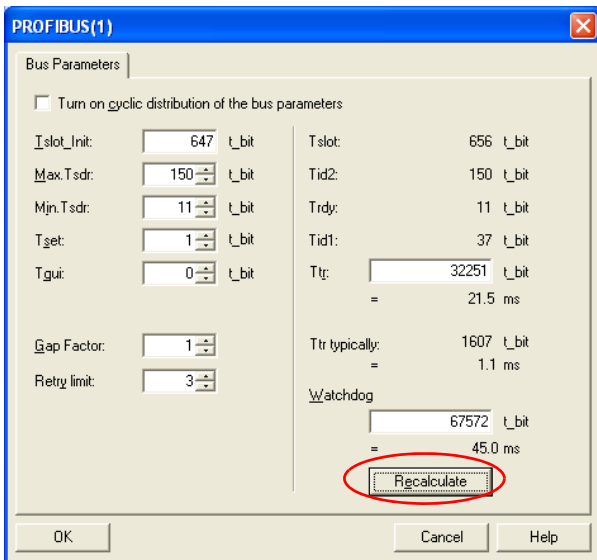 PROFIBUS(1)
Bus Parameters
Turn on cyclic distribution of the bus parameters
Tslot_Init: 647 t_bit
Max.Tsdr: 150 t_bit
Min.Tsdr: 11 t_bit
Tset: 1 t_bit
Tqui: 0 t_bit
Gap Factor: 1
Retry limit: 3
Tslot: 656 t_bit
Tid2: 150 t_bit
Trdy: 11 t_bit
Tid1: 37 t_bit
Ttr: 32251 t_bit
= 21.5 ms
Ttr typically: 1607 t_bit
= 1.1 ms
Watchdog
67572 t_bit
= 45.0 ms
Recalculate
OK Cancel Help